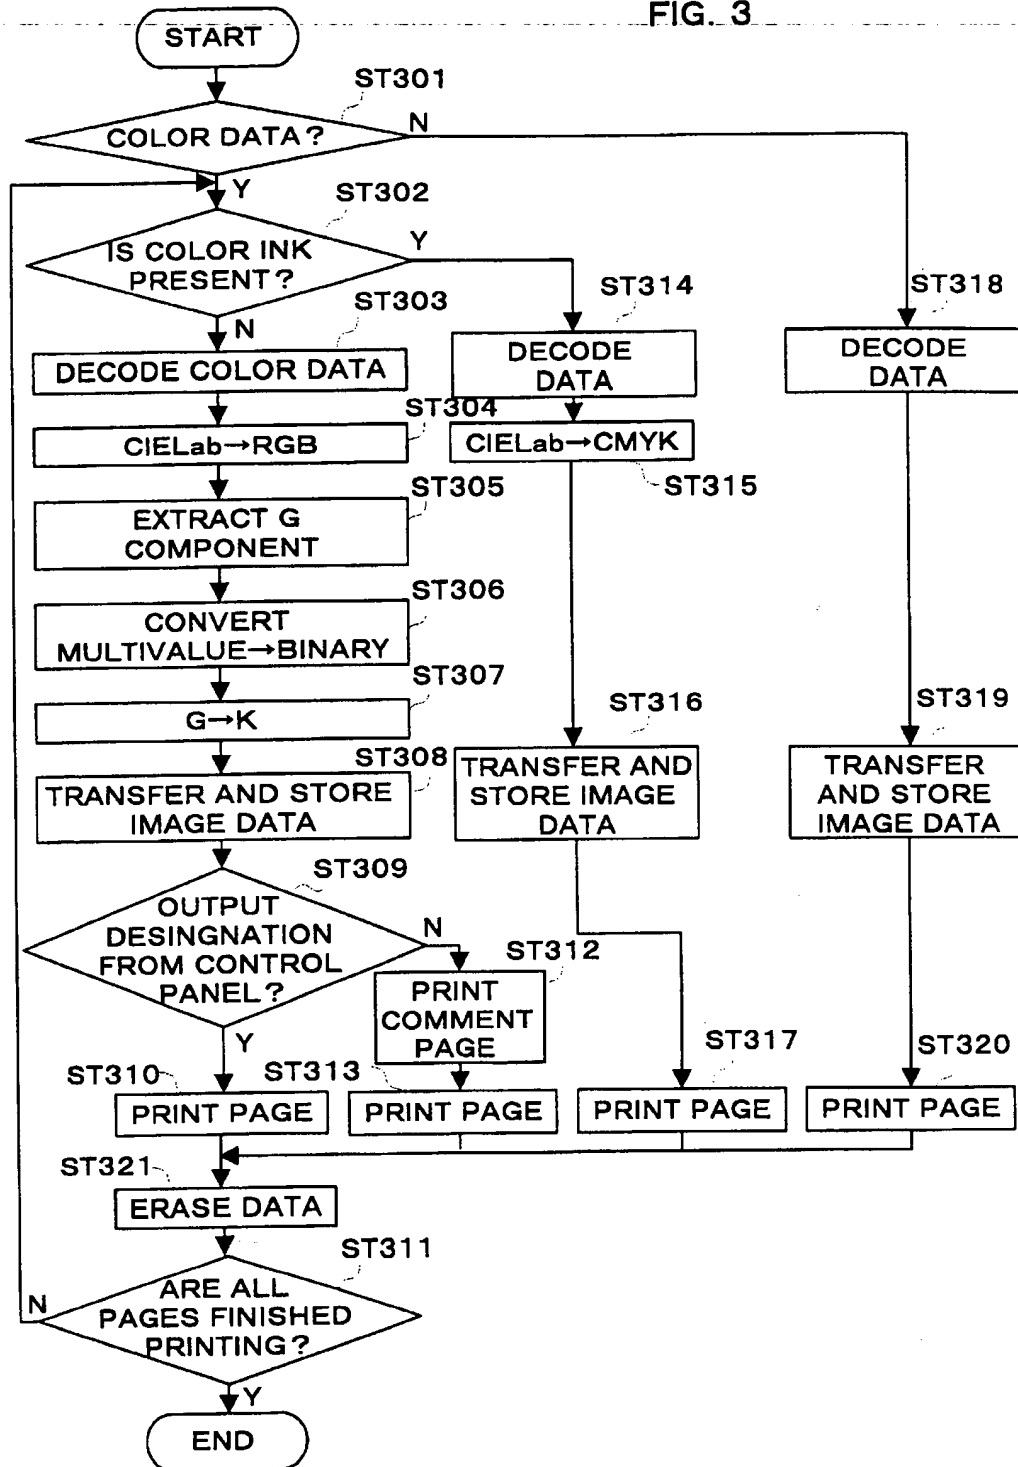 FIG. 3
START
ST301
COLOR DATA?
N
Y
ST302
IS COLOR INK
PRESENT?
Y
N
ST303
DECODE COLOR DATA
ST304
CIELab→RGB
ST305
EXTRACT G
COMPONENT
ST306
CONVERT
MULTIVALUE→BINARY
ST307
G→K
ST308
TRANSFER AND STORE
IMAGE DATA
ST309
OUTPUT
DESINGNATION
FROM CONTROL
PANEL?
N
Y
ST312
PRINT
COMMENT
PAGE
ST310
PRINT PAGE
ST313
PRINT PAGE
ST314
DECODE
DATA
CIELab→CMYK
ST315
ST316
TRANSFER AND
STORE IMAGE
DATA
ST317
PRINT PAGE
ST318
DECODE
DATA
ST319
TRANSFER
AND STORE
IMAGE DATA
ST320
PRINT PAGE
ST321
ERASE DATA
ST311
ARE ALL
PAGES FINISHED
PRINTING?
N
Y
END